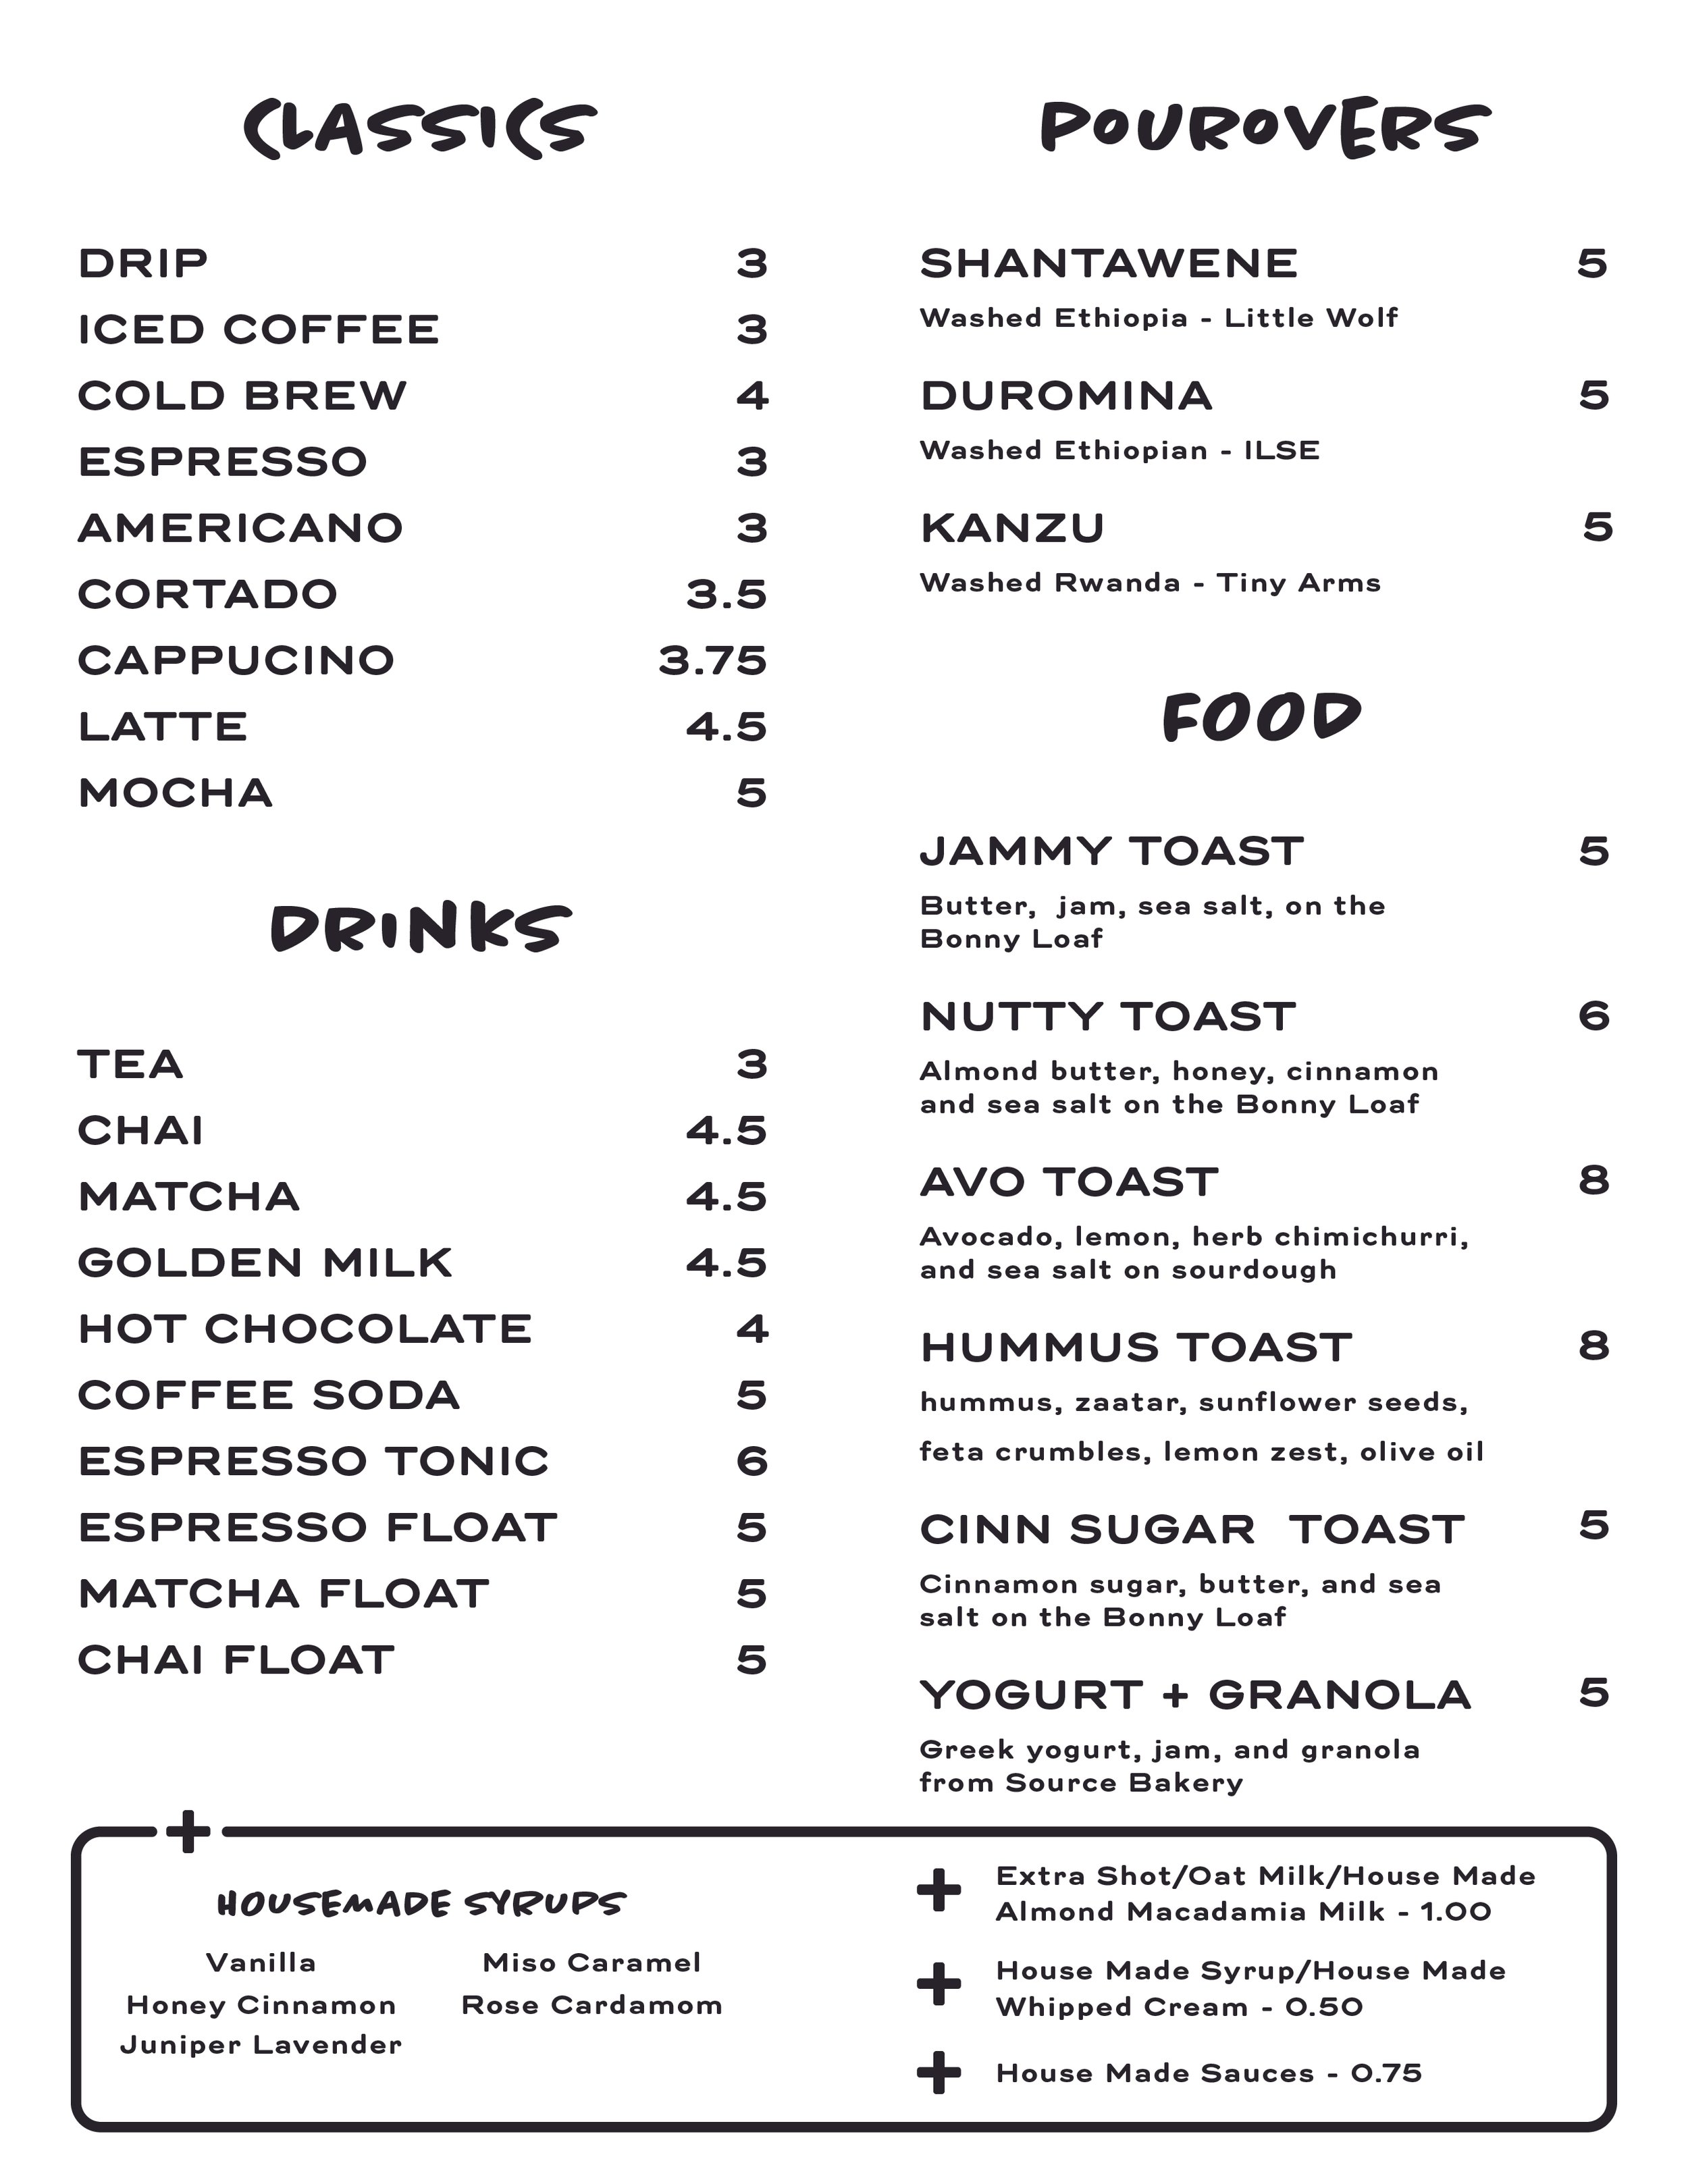 CLASSICS
DRIP 3
ICED COFFEE 3
COLD BREW 4
ESPRESSO 3
AMERICANO 3
CORTADO 3.5
CAPPUCINO 3.75
LATTE 4.5
MOCHA 5
DRINKS
TEA 3
CHAI 4.5
MATCHA 4.5
GOLDEN MILK 4.5
HOT CHOCOLATE 4
COFFEE SODA 5
ESPRESSO TONIC 6
ESPRESSO FLOAT 5
MATCHA FLOAT 5
CHAI FLOAT 5
POUROVERS
SHANTAWENE 5
Washed Ethiopia - Little Wolf
DUROMINA 5
Washed Ethiopian - ILSE
KANZU 5
Washed Rwanda - Tiny Arms
FOOD
JAMMY TOAST 5
Butter, jam, sea salt, on the
Bonny Loaf
NUTTY TOAST 6
Almond butter, honey, cinnamon
and sea salt on the Bonny Loaf
AVO TOAST 8
Avocado, lemon, herb chimichurri,
and sea salt on sourdough
HUMMUS TOAST 8
hummus, zaatar, sunflower seeds,
feta crumbles, lemon zest, olive oil
CINN SUGAR TOAST 5
Cinnamon sugar, butter, and sea
salt on the Bonny Loaf
YOGURT + GRANOLA 5
Greek yogurt, jam, and granola
from Source Bakery
+
HOUSEMADE SYRUPS
Vanilla Miso Caramel
Honey Cinnamon Rose Cardamom
Juniper Lavender
+ Extra Shot/Oat Milk/House Made
Almond Macadamia Milk - 1.00
+ House Made Syrup/House Made
Whipped Cream - 0.50
+ House Made Sauces - 0.75